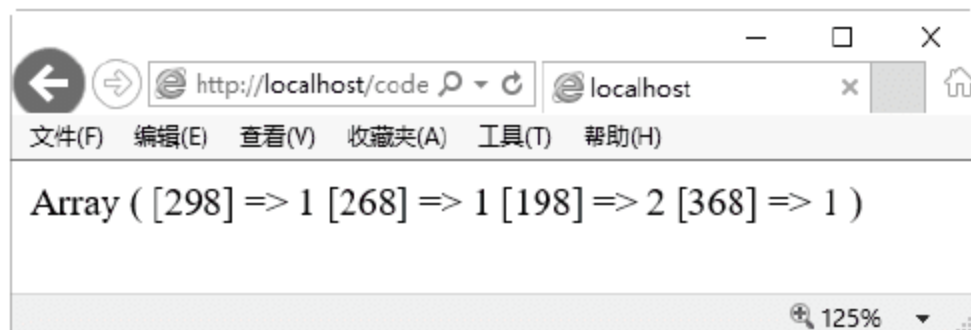 http://localhost/code
localhost
文件(F) 编辑(E) 查看(V) 收藏夹(A) 工具(T) 帮助(H)
Array ( [298] => 1 [268] => 1 [198] => 2 [368] => 1 )
125%